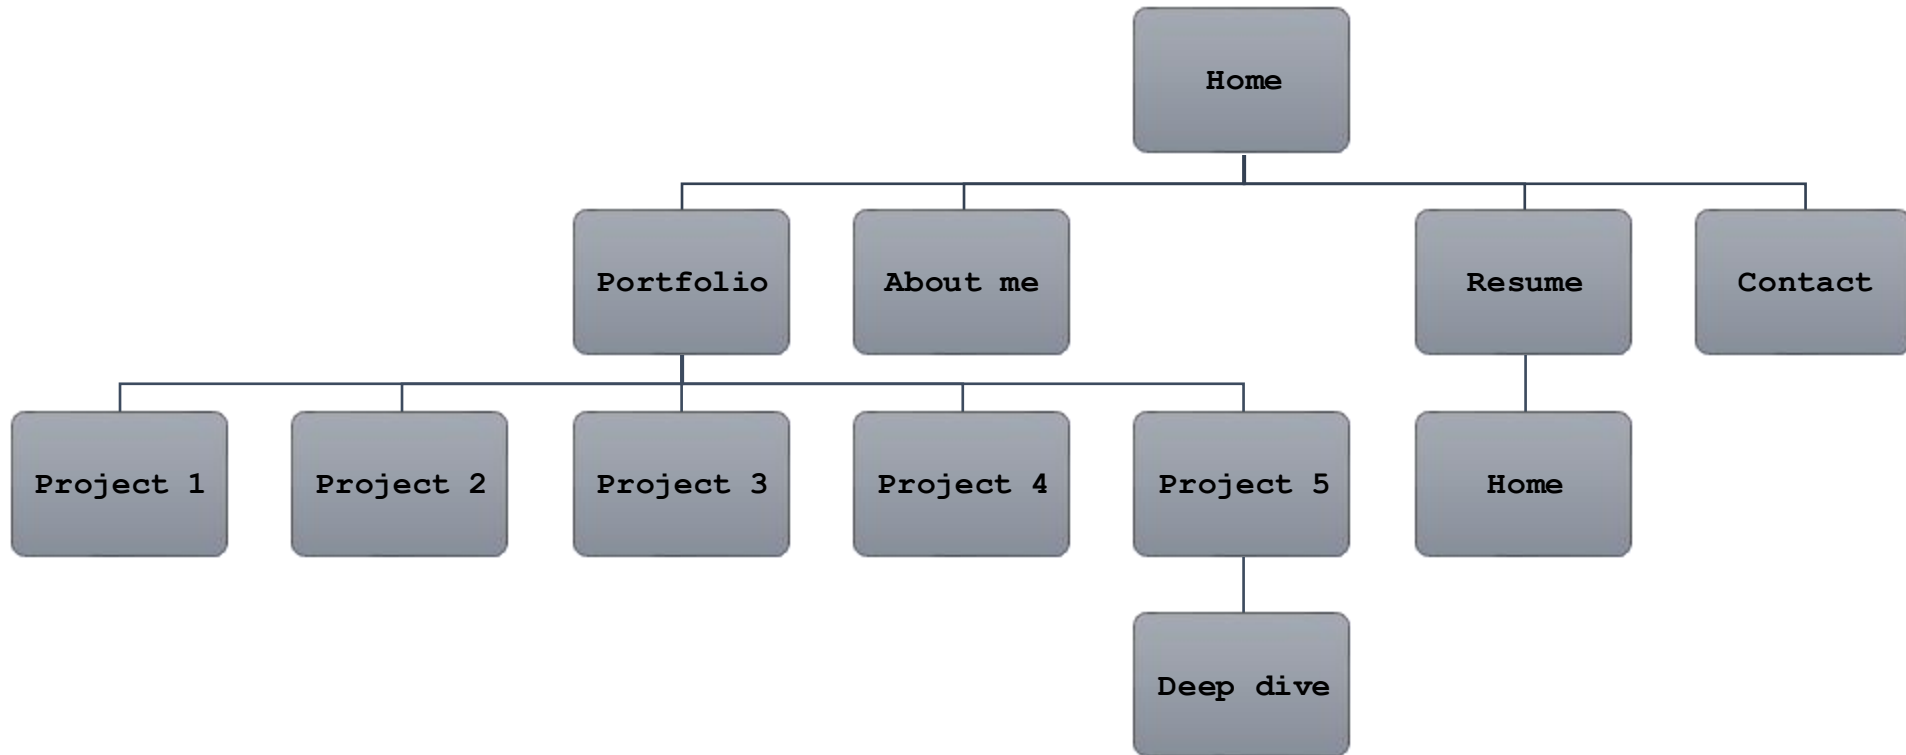 Home
Portfolio
About me
Resume
Contact
Project 1
Project 2
Project 3
Project 4
Project 5
Home
Deep dive